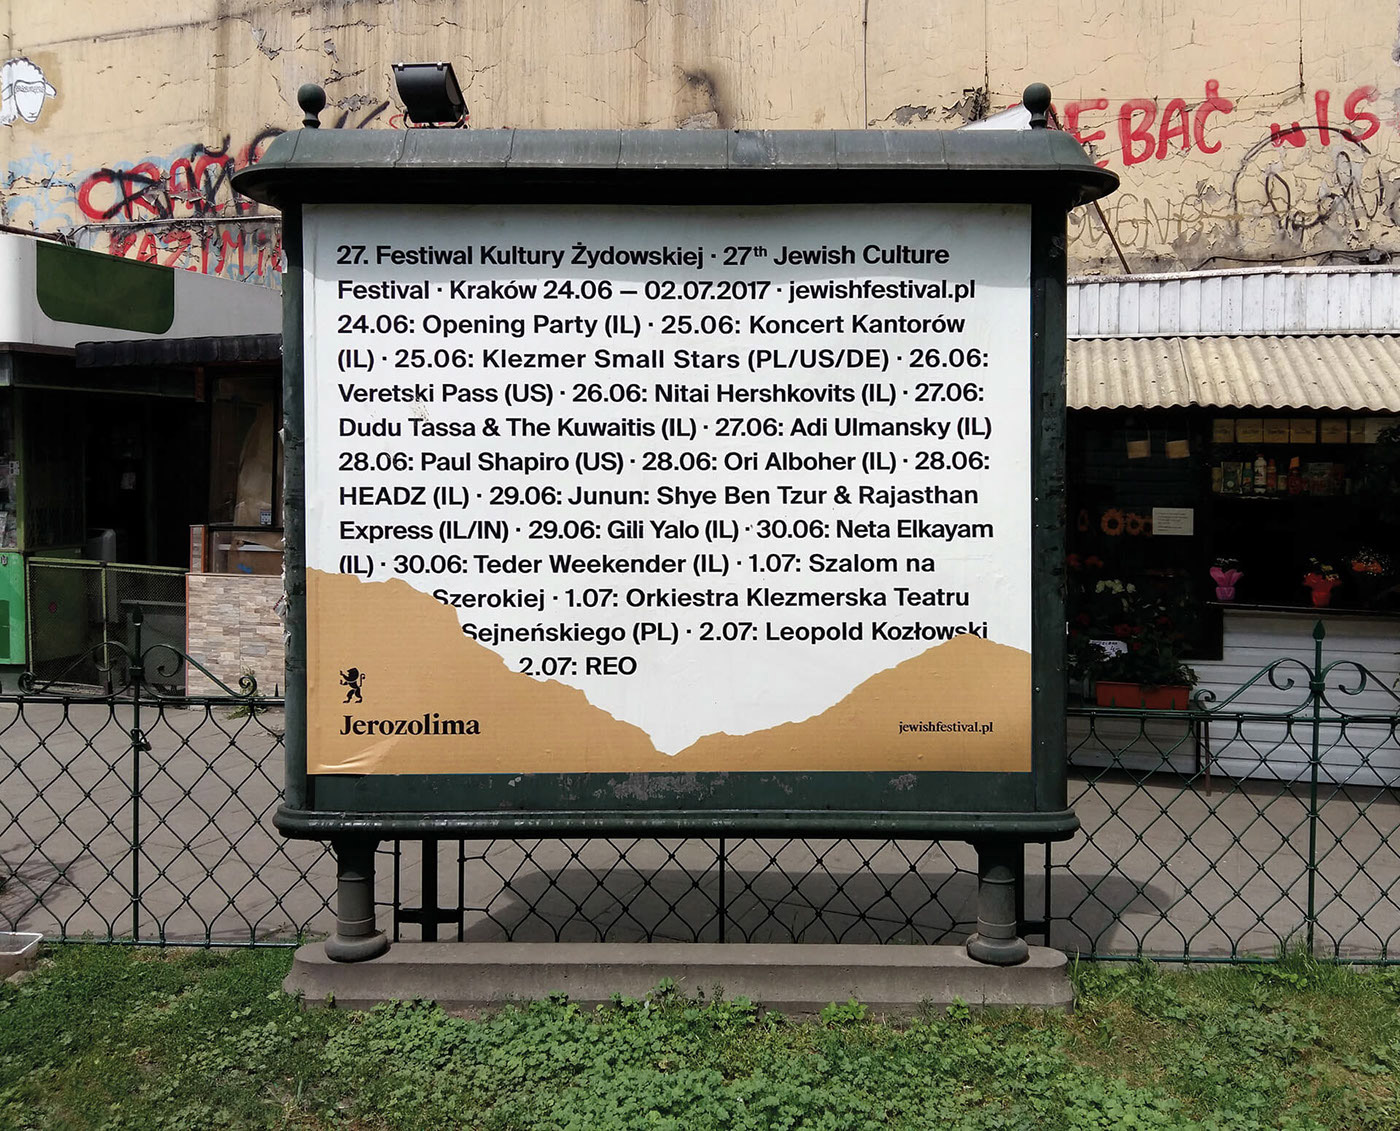 27. Festiwal Kultury Żydowskiej · 27th Jewish Culture
Festival · Kraków 24.06 – 02.07.2017 · jewishfestival.pl
24.06: Opening Party (IL) · 25.06: Koncert Kantorów
(IL) · 25.06: Klezmer Small Stars (PL/US/DE) · 26.06:
Veretski Pass (US) · 26.06: Nitai Hershkovits (IL) · 27.06:
Dudu Tassa & The Kuwaitis (IL) · 27.06: Adi Ulmansky (IL)
28.06: Paul Shapiro (US) · 28.06: Ori Alboher (IL) · 28.06:
HEADZ (IL) · 29.06: Junun: Shye Ben Tzur & Rajasthan
Express (IL/IN) · 29.06: Gili Yalo (IL) · 30.06: Neta Elkayam
(IL) · 30.06: Teder Weekender (IL) · 1.07: Szalom na
Szerokiej · 1.07: Orkiestra Klezmerska Teatru
Sejneńskiego (PL) · 2.07: Leopold Kozłowski
2.07: REO
Jerozolima
jewishfestival.pl
EBAĆ WIS